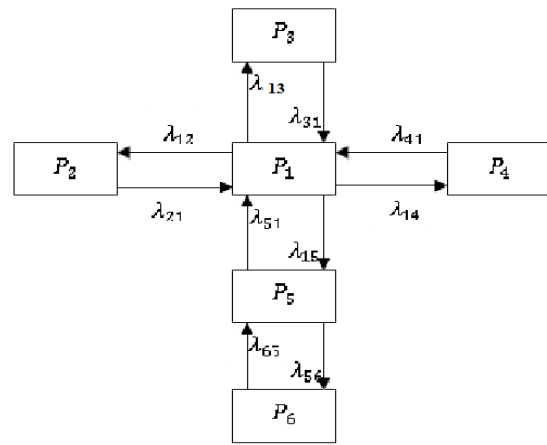 P₃
λ₁₃
λ₃₁
λ₁₂ λ₄₁
P₂ P₁ P₄
λ₂₁ λ₅₁ λ₁₄
λ₁₅
P₅
λ₆₅
λ₅₆
P₆